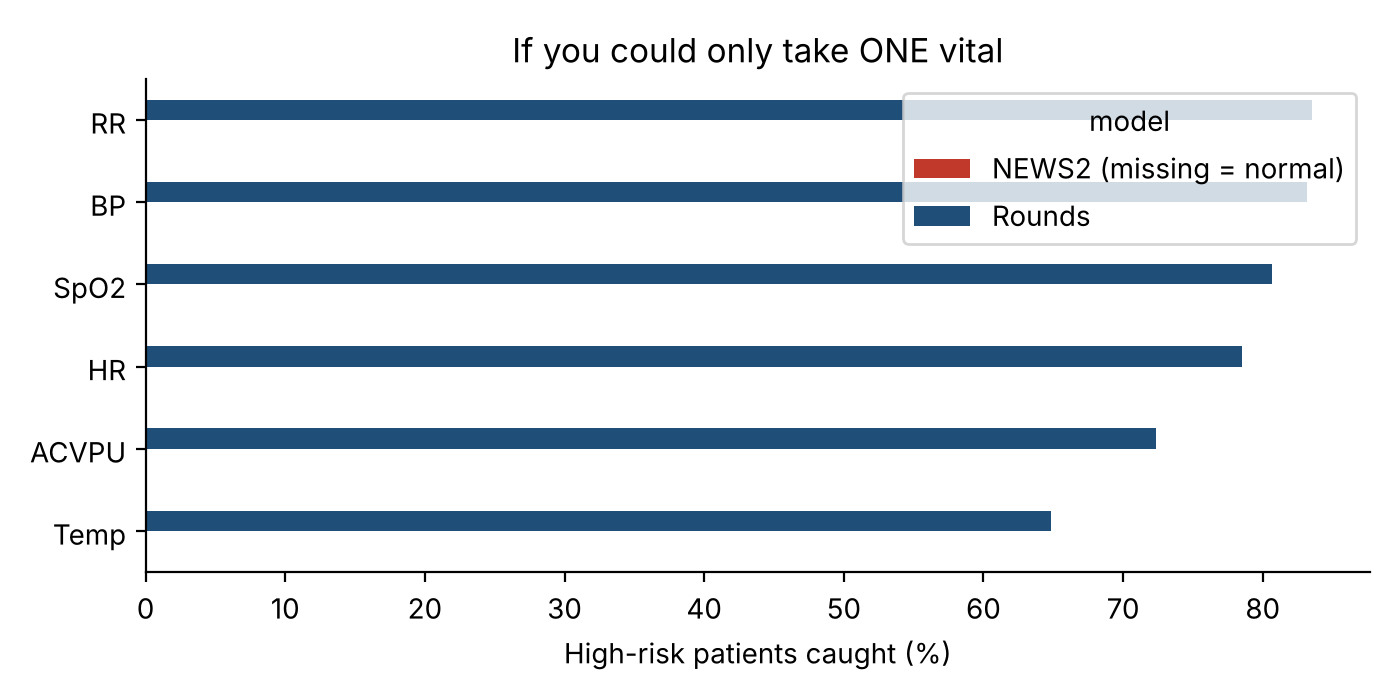 If you could only take ONE vital
RR
BP
SpO2
HR
ACVPU
Temp
model
NEWS2 (missing = normal)
Rounds
0 10 20 30 40 50 60 70 80
High-risk patients caught (%)